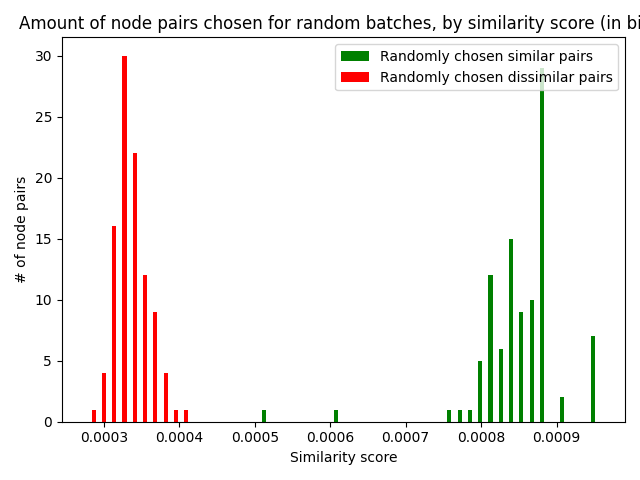 Amount of node pairs chosen for random batches, by similarity score (in bi
Randomly chosen similar pairs
Randomly chosen dissimilar pairs
# of node pairs
30
25
20
15
10
5
0
0.0003 0.0004 0.0005 0.0006 0.0007 0.0008 0.0009
Similarity score